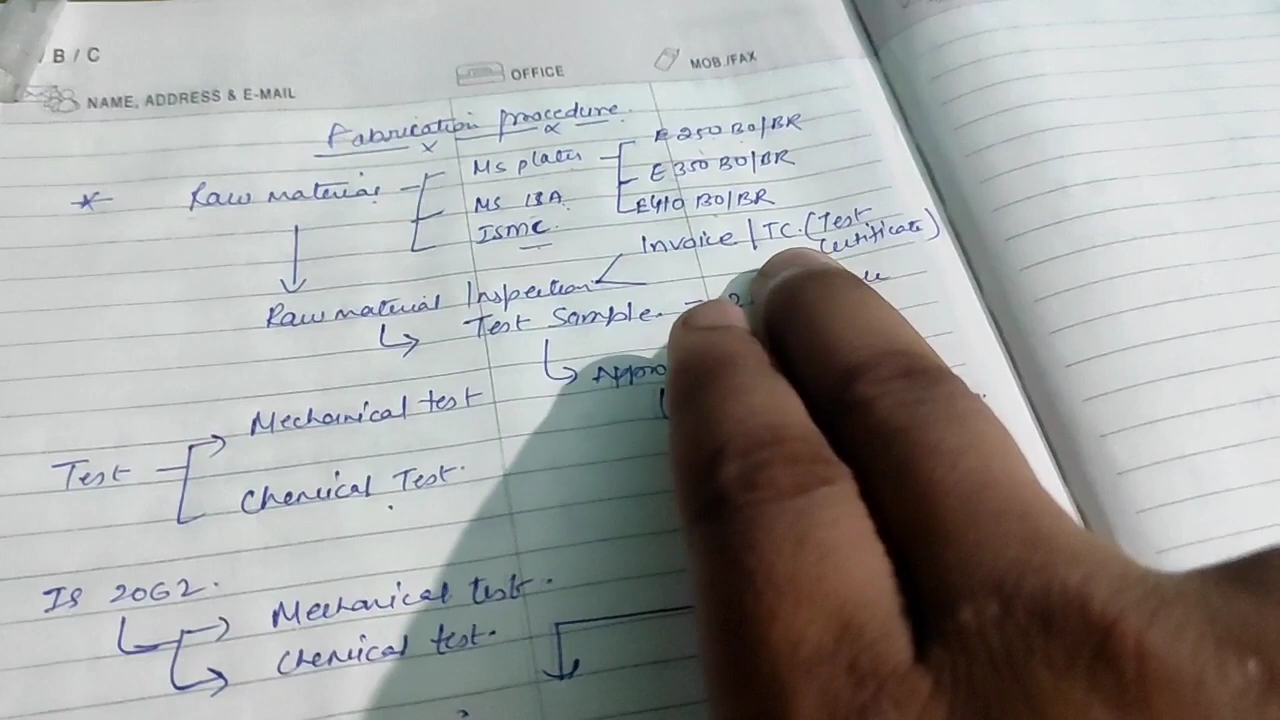 / B / C
NAME, ADDRESS & E-MAIL
OFFICE
MOB./FAX
Fabrication procedure
Raw material
MS plates
E250 BO/BR
E350 BO/BR
E410 BO/BR
MS
ISMC
Raw material Inspection
Invoice / TC. (Test Certificate)
Test Sample.
Mechanical test
Test
Chemical Test.
IS 2062.
Mechanical test.
Chemical test.